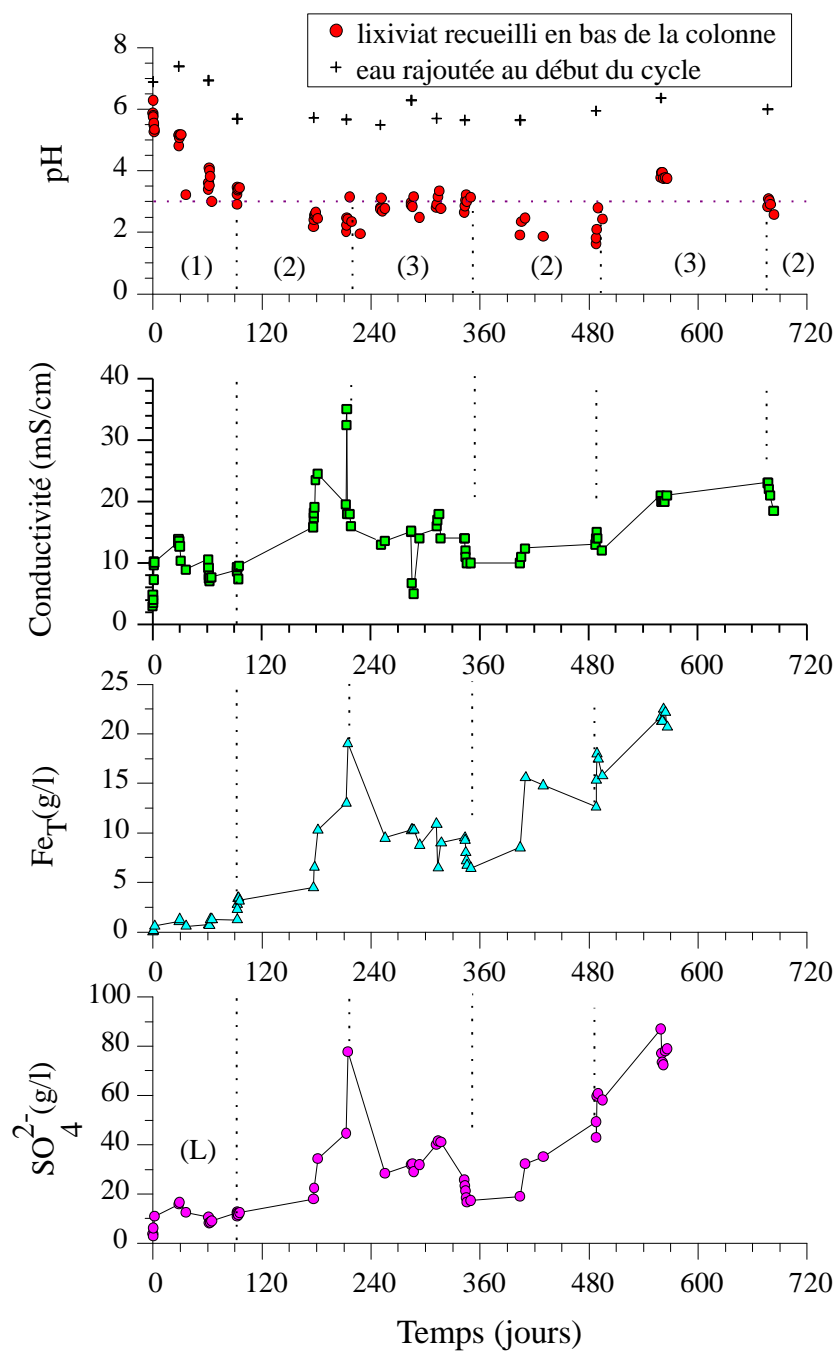 lixiviat recueilli en bas de la colonne
+ eau rajoutée au début du cycle
8
6
4
2
0
pH
(1) (2) (3) (2) (3) (2)
0 120 240 360 480 600 720
40
30
20
10
0
Conductivité (mS/cm)
0 120 240 360 480 600 720
25
20
15
10
5
0
FeT(g/l)
0 120 240 360 480 600 720
100
80
60
40
20
0
SO4 2-(g/l)
(L)
0 120 240 360 480 600 720
Temps (jours)